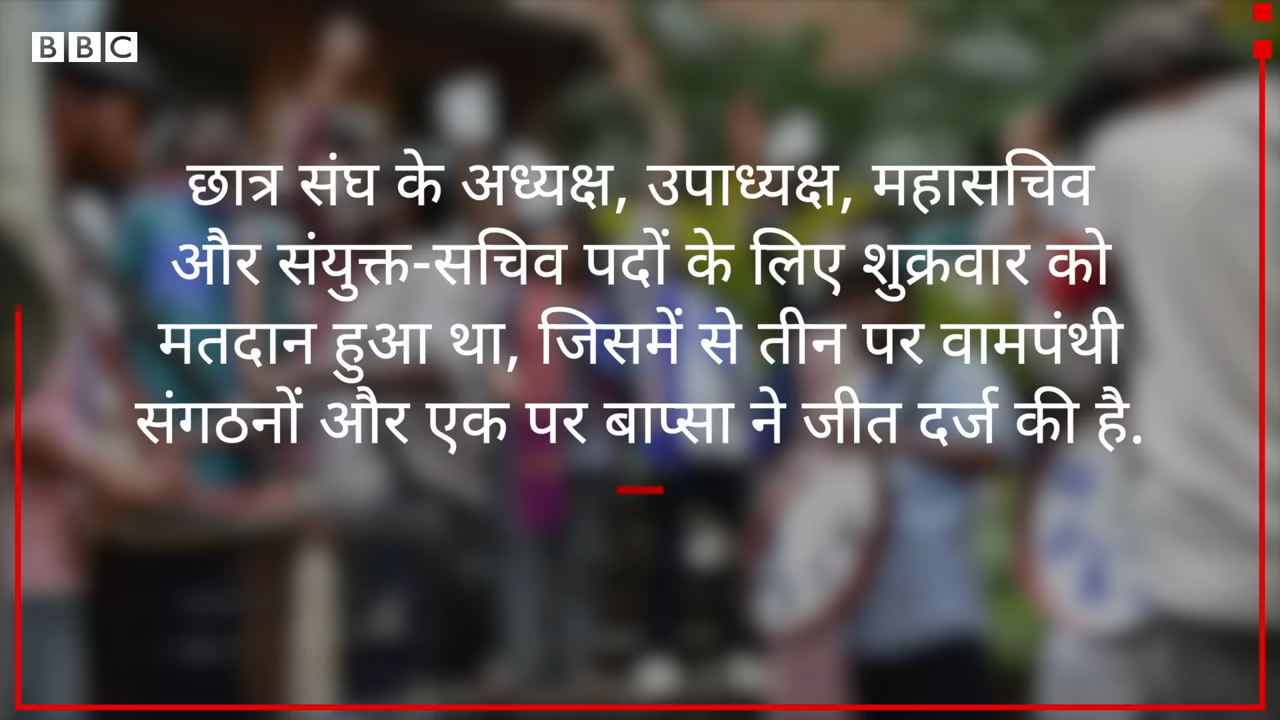 BBC
छात्र संघ के अध्यक्ष, उपाध्यक्ष, महासचिव
और संयुक्त-सचिव पदों के लिए शुक्रवार को
मतदान हुआ था, जिसमें से तीन पर वामपंथी
संगठनों और एक पर बाप्सा ने जीत दर्ज की है.